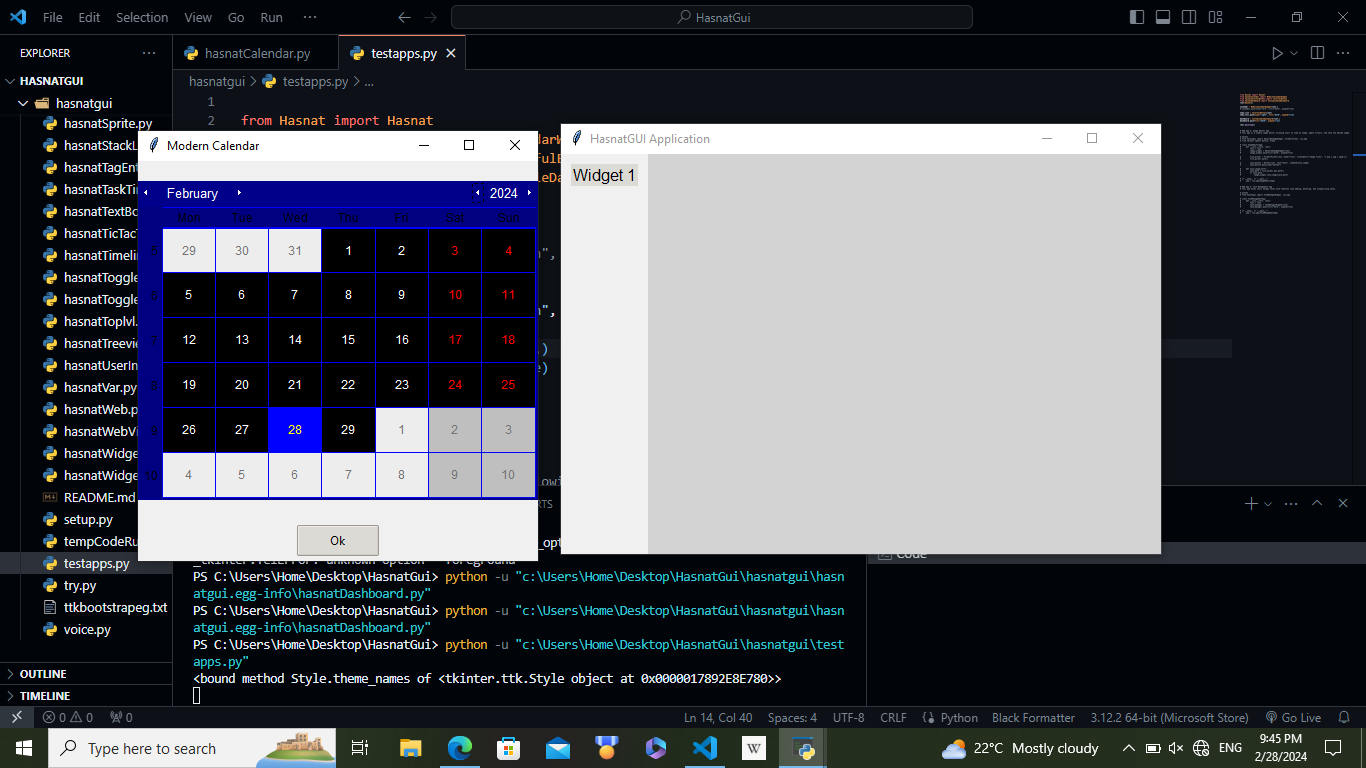 File Edit Selection View Go Run ···
HasnatGui
EXPLORER ···
hasnatCalendar.py
testapps.py
HASNATGUI
hasnatgui
hasnatgui > testapps.py > ...
hasnatSprite.py
hasnatStackL
hasnatTagEnt
hasnatTaskTir
hasnatTextBo
hasnatTicTac
hasnatTimelin
hasnatToggle
hasnatToggle
hasnatToplvl.
hasnatTreevie
hasnatUserIn
hasnatVar.py
hasnatWeb.p
hasnatWebVi
hasnatWidge
hasnatWidge
README.md
setup.py
tempCodeRu
testapps.py
try.py
ttkbootstrapeg.txt
voice.py
OUTLINE
TIMELINE
1
2 from Hasnat import Hasnat
Modern Calendar
February 2024
Mon Tue Wed Thu Fri Sat Sun
5 29 30 31 1 2 3 4
6 5 6 7 8 9 10 11
7 12 13 14 15 16 17 18
8 19 20 21 22 23 24 25
9 26 27 28 29 1 2 3
10 4 5 6 7 8 9 10
Ok
HasnatGUI Application
Widget 1
Code
PS C:\Users\Home\Desktop\HasnatGui> python -u "c:\Users\Home\Desktop\HasnatGui\hasnatgui\hasn
atgui.egg-info\hasnatDashboard.py"
PS C:\Users\Home\Desktop\HasnatGui> python -u "c:\Users\Home\Desktop\HasnatGui\hasnatgui\hasn
atgui.egg-info\hasnatDashboard.py"
PS C:\Users\Home\Desktop\HasnatGui> python -u "c:\Users\Home\Desktop\HasnatGui\hasnatgui\test
apps.py"
<bound method Style.theme_names of <tkinter.ttk.Style object at 0x0000017892E8E780>>
0 0 0 Ln 14, Col 40 Spaces: 4 UTF-8 CRLF Python Black Formatter 3.12.2 64-bit (Microsoft Store) Go Live
Type here to search
W
22°C Mostly cloudy
ENG
9:45 PM
2/28/2024